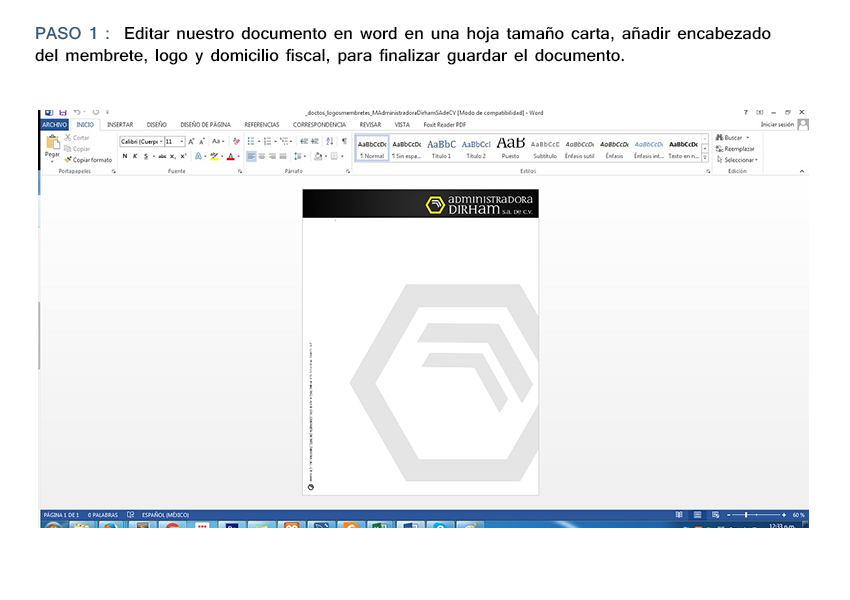 PASO 1 : Editar nuestro documento en word en una hoja tamaño carta, añadir encabezado
del membrete, logo y domicilio fiscal, para finalizar guardar el documento.
_doctos_logosmembretes_MAdministradoraDirhamSAdeCV [Modo de compatibilidad] - Word
ARCHIVO INICIO INSERTAR DISEÑO DISEÑO DE PÁGINA REFERENCIAS CORRESPONDENCIA REVISAR VISTA Foxit Reader PDF Iniciar sesión
Pegar
Cortar
Copiar
Copiar formato
Calibri (Cuerpo 11
N K S abc x, x²
AaBbCcDc AaBbCcDc AaBbC AaBbCcI AaB AaBbCcE AaBbCcDc AaBbCcDc AaBbCcDc AaBbCcDc
¶ Normal ¶ Sin espa... Título 1 Título 2 Puesto Subtítulo Énfasis sutil Énfasis Énfasis int... Texto en n...
Buscar
Reemplazar
Seleccionar
Portapapeles Fuente Párrafo Estilos Edición
ADMINISTRADORA
DIRHAM S.A. DE C.V.
PÁGINA 1 DE 1 0 PALABRAS ESPAÑOL (MÉXICO) 60 %
12:33 p.m.